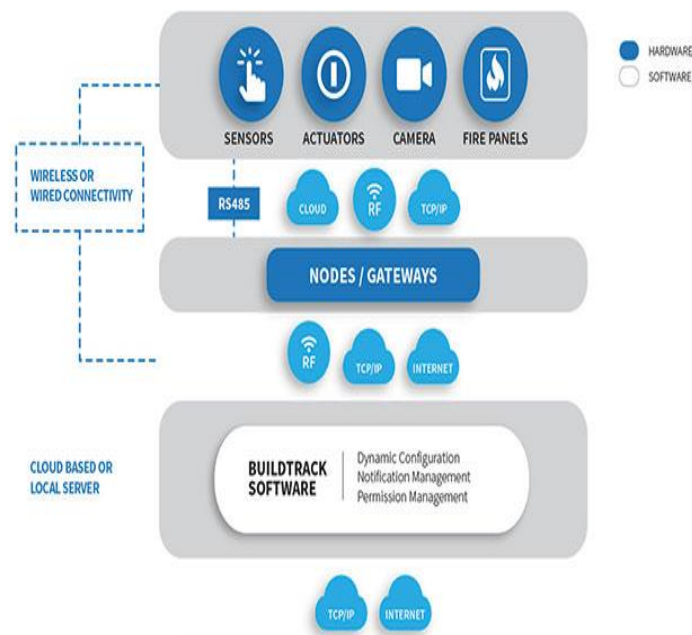 HARDWARE
SOFTWARE
SENSORS
ACTUATORS
CAMERA
FIRE PANELS
WIRELESS OR
WIRED CONNECTIVITY
RS485
CLOUD
RF
TCP/IP
NODES / GATEWAYS
RF
TCP/IP
INTERNET
CLOUD BASED OR
LOCAL SERVER
BUILDTRACK
SOFTWARE
Dynamic Configuration
Notification Management
Permission Management
TCP/IP
INTERNET